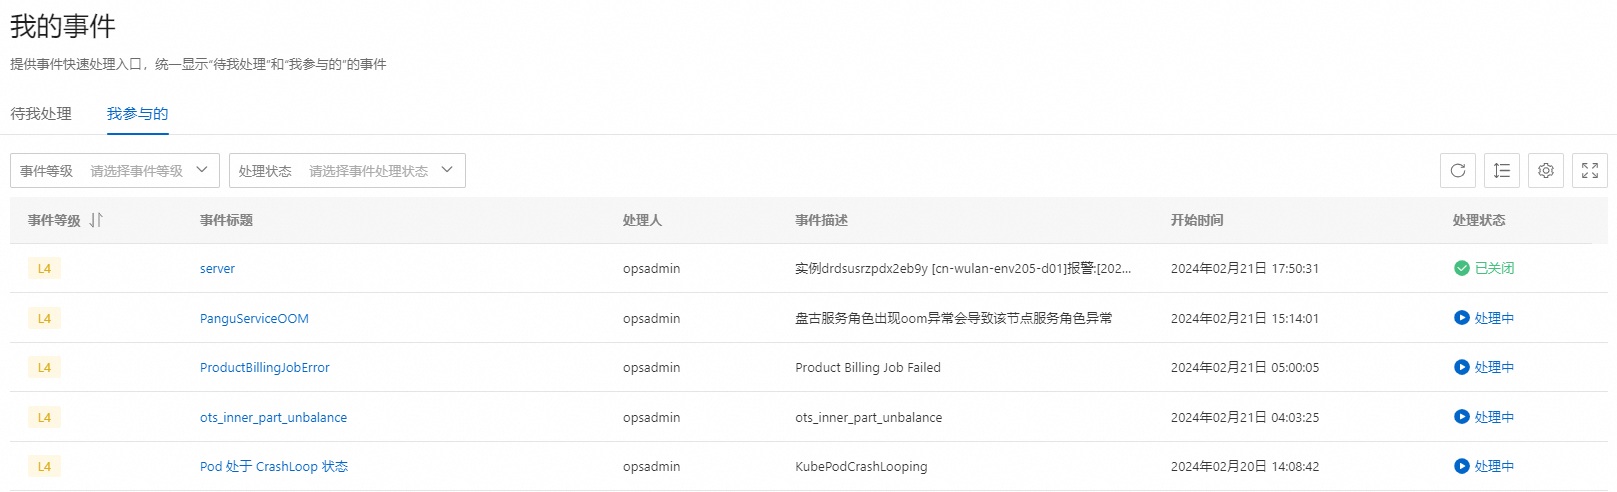 我的事件
提供事件快速处理入口，统一显示"待我处理"和"我参与的"的事件
待我处理 我参与的
事件等级 请选择事件等级 处理状态 请选择事件处理状态
事件等级 事件标题 处理人 事件描述 开始时间 处理状态
L4 server opsadmin 实例drdsusrzpdx2eb9y [cn-wulan-env205-d01]报警:[202... 2024年02月21日 17:50:31 已关闭
L4 PanguServiceOOM opsadmin 盘古服务角色出现oom异常会导致该节点服务角色异常 2024年02月21日 15:14:01 处理中
L4 ProductBillingJobError opsadmin Product Billing Job Failed 2024年02月21日 05:00:05 处理中
L4 ots_inner_part_unbalance opsadmin ots_inner_part_unbalance 2024年02月21日 04:03:25 处理中
L4 Pod 处于 CrashLoop 状态 opsadmin KubePodCrashLooping 2024年02月20日 14:08:42 处理中